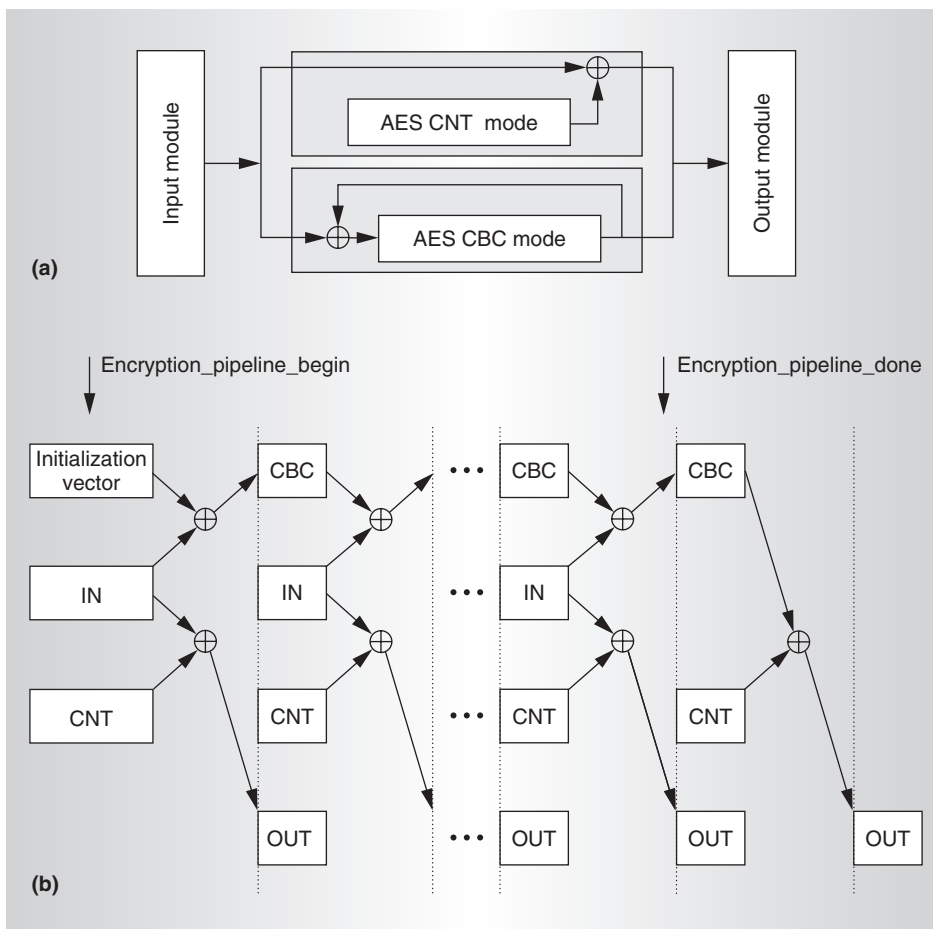 Input module
AES CNT mode
AES CBC mode
Output module
(a)
Encryption_pipeline_begin
Encryption_pipeline_done
Initialization
vector
CBC
•••
CBC
CBC
IN
IN
•••
IN
CNT
CNT
•••
CNT
CNT
OUT
•••
OUT
OUT
OUT
(b)